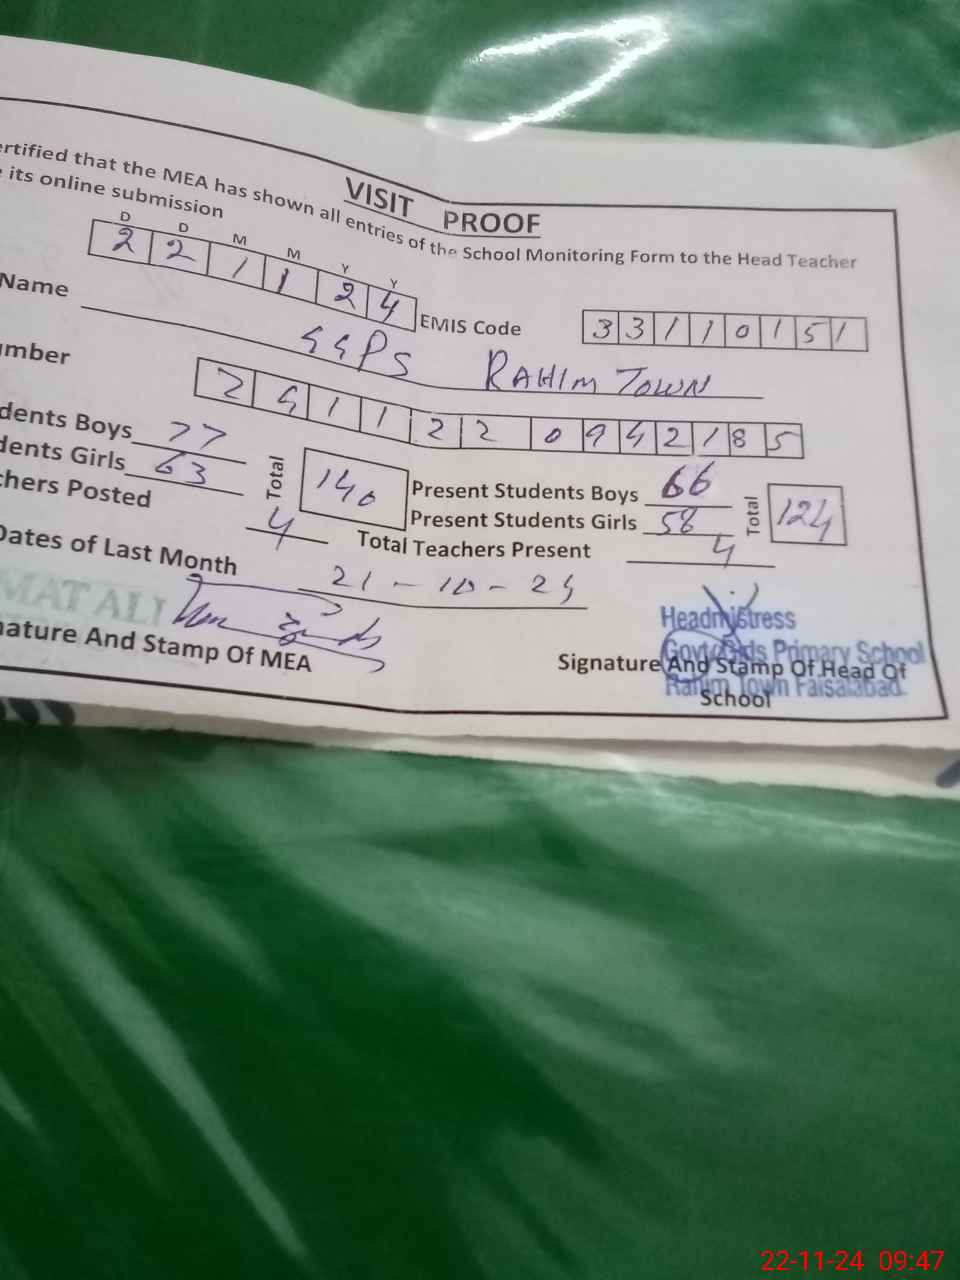 VISIT PROOF
ertified that the MEA has shown all entries of the School Monitoring Form to the Head Teacher
its online submission
D D M M Y Y
2 2 1 1 2 4
EMIS Code 3 3 1 1 0 1 5 1
Name GGPS RAHIM TOWN
umber 2 4 1 1 2 2 0 9 4 2 1 8 5
dents Boys 77
dents Girls 63
Total 140
Present Students Boys 66
Present Students Girls 58
Total 124
chers Posted 4
Total Teachers Present 4
Dates of Last Month 21-10-24
MAT ALI
nature And Stamp Of MEA
Headmistress
Govt. Girls Primary School
Rahim Town Faisalabad
Signature And Stamp Of Head Of
School
22-11-24 09:47